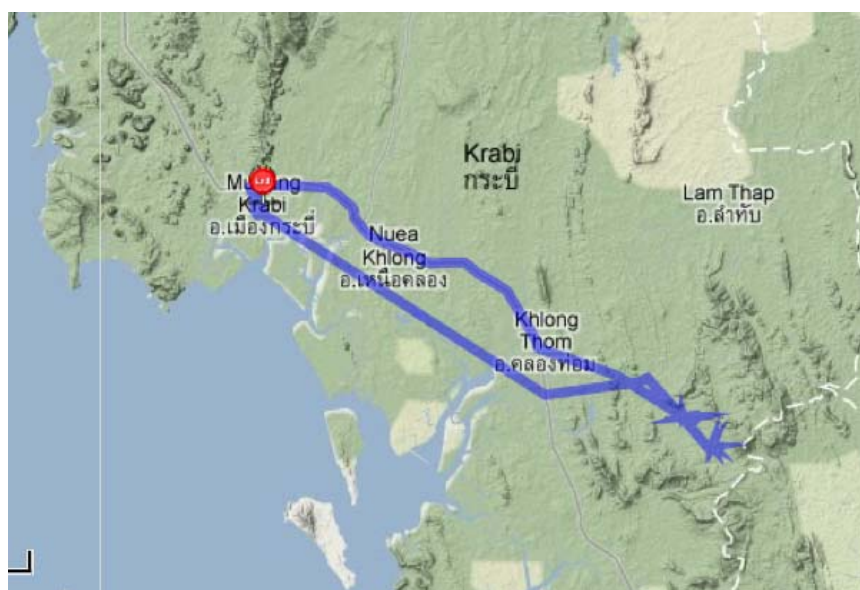 Krabi
กระบี่
Lam Thap
อ.ลำทับ
Krabi
อ.เมืองกระบี่
Nuea
Khlong
อ.เหนือคลอง
Khlong
Thom
อ.คลองท่อม